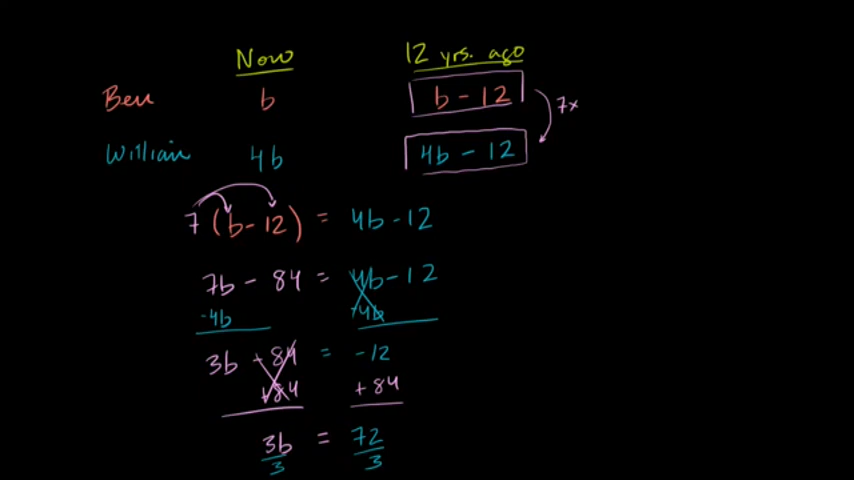 Now 12 yrs. ago
Ben b b - 12 7x
William 4b 4b - 12
7 (b - 12) = 4b - 12
7b - 84 = 4b - 12
-4b -4b
3b - 84 = -12
+84 +84
3b = 72
3 3